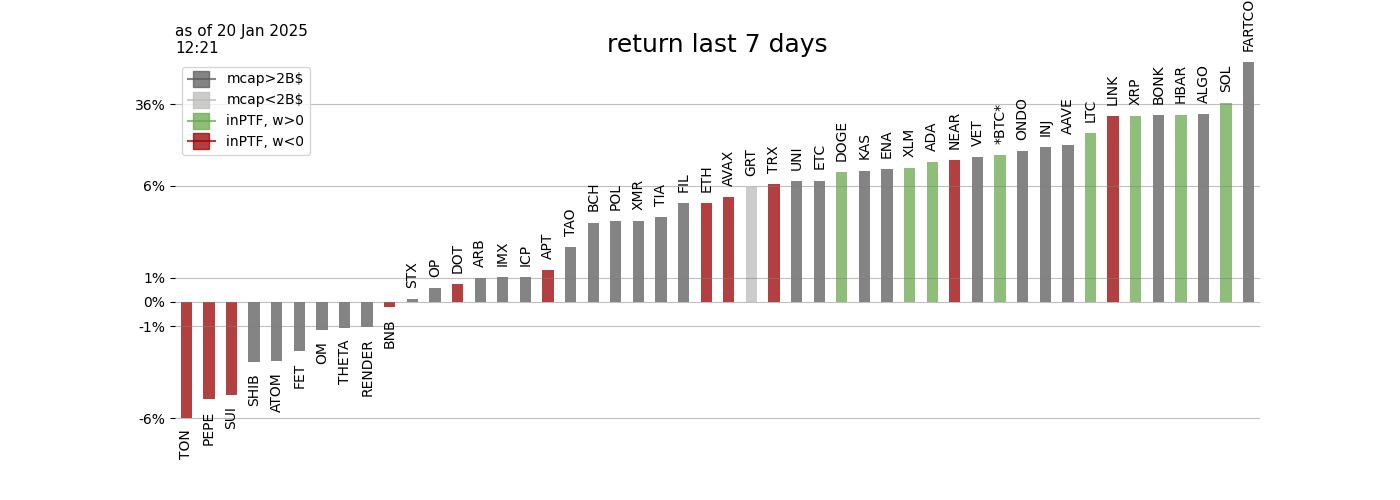 as of 20 Jan 2025
12:21
return last 7 days
mcap>2B$
mcap<2B$
inPTF, w>0
inPTF, w<0
36%
6%
1%
0%
-1%
-6%
TON
PEPE
SUI
SHIB
ATOM
FET
OM
THETA
RENDER
BNB
STX
OP
DOT
ARB
IMX
ICP
APT
TAO
BCH
POL
XMR
TIA
FIL
ETH
AVAX
GRT
TRX
UNI
ETC
DOGE
KAS
ENA
XLM
ADA
NEAR
VET
*BTC*
ONDO
INJ
AAVE
LTC
LINK
XRP
BONK
HBAR
ALGO
SOL
FARTCO